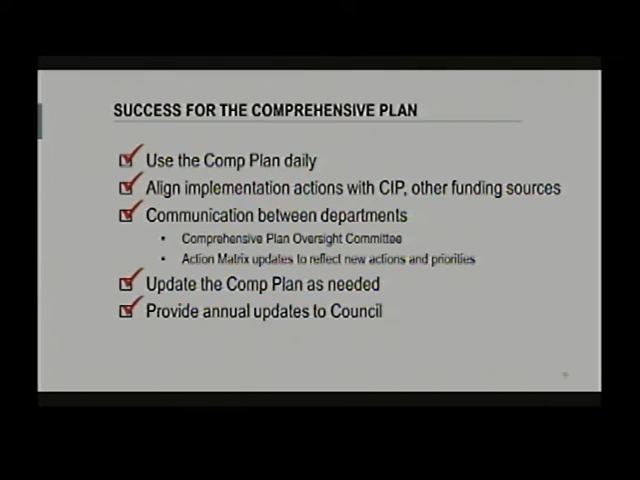 SUCCESS FOR THE COMPREHENSIVE PLAN
Use the Comp Plan daily
Align implementation actions with CIP, other funding sources
Communication between departments
• Comprehensive Plan Oversight Committee
• Action Matrix updates to reflect new actions and priorities
Update the Comp Plan as needed
Provide annual updates to Council